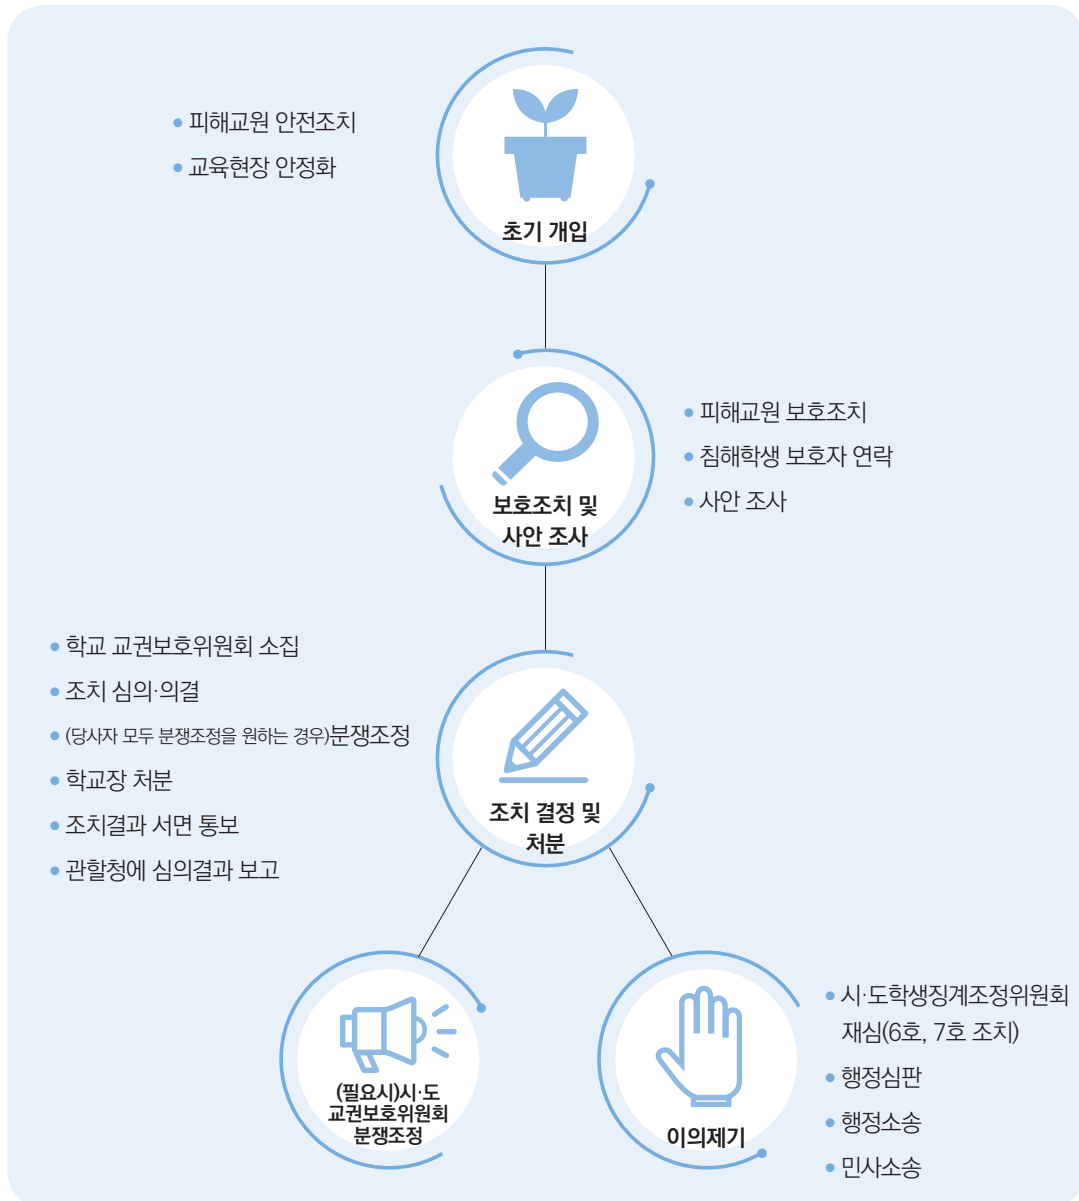 • 피해교원 안전조치
• 교육현장 안정화
초기 개입
• 피해교원 보호조치
• 침해학생 보호자 연락
• 사안 조사
보호조치 및
사안 조사
• 학교 교권보호위원회 소집
• 조치 심의·의결
• (당사자 모두 분쟁조정을 원하는 경우)분쟁조정
• 학교장 처분
• 조치결과 서면 통보
• 관할청에 심의결과 보고
조치 결정 및
처분
(필요시)시·도
교권보호위원회
분쟁조정
이의제기
• 시·도학생징계조정위원회
재심(6호, 7호 조치)
• 행정심판
• 행정소송
• 민사소송